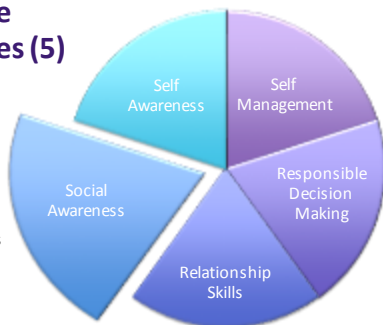 e
es (5)
Self
Awareness
Self
Management
Responsible
Decision
Making
Social
Awareness
s
Relationship
Skills